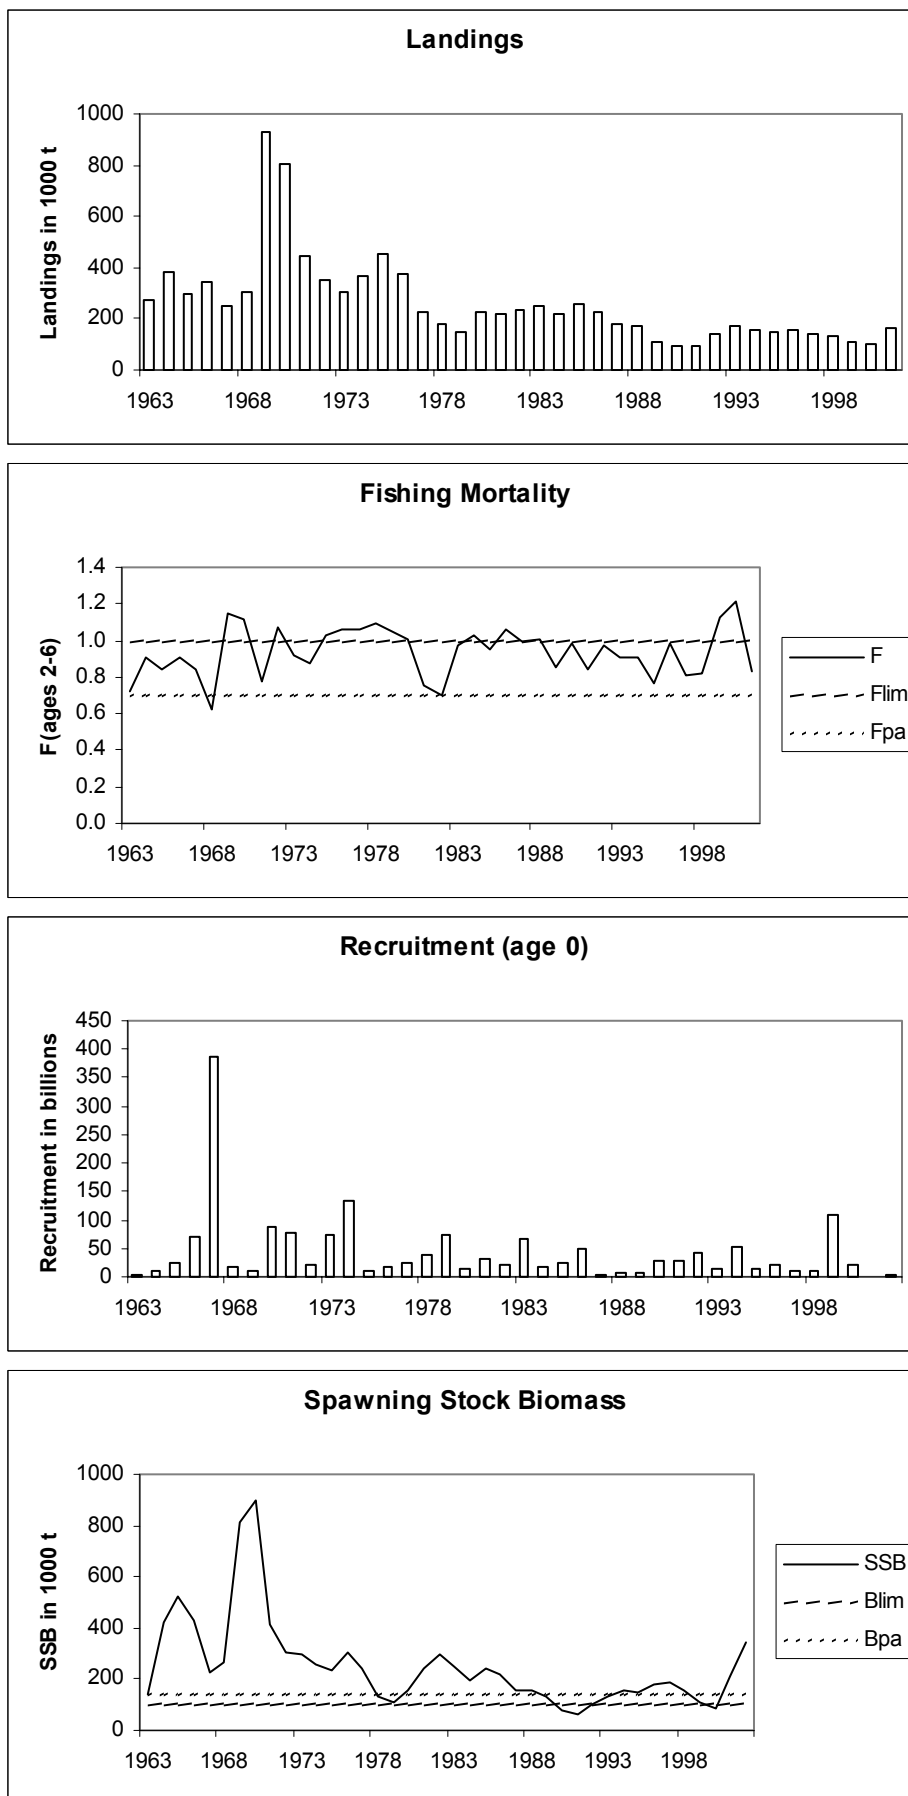 Landings
Landings in 1000 t
1000
800
600
400
200
0
1963 1968 1973 1978 1983 1988 1993 1998
Fishing Mortality
F(ages 2-6)
1.4
1.2
1.0
0.8
0.6
0.4
0.2
0.0
1963 1968 1973 1978 1983 1988 1993 1998
F
Flim
Fpa
Recruitment (age 0)
Recruitment in billions
450
400
350
300
250
200
150
100
50
0
1963 1968 1973 1978 1983 1988 1993 1998
Spawning Stock Biomass
SSB in 1000 t
1000
800
600
400
200
0
1963 1968 1973 1978 1983 1988 1993 1998
SSB
Blim
Bpa